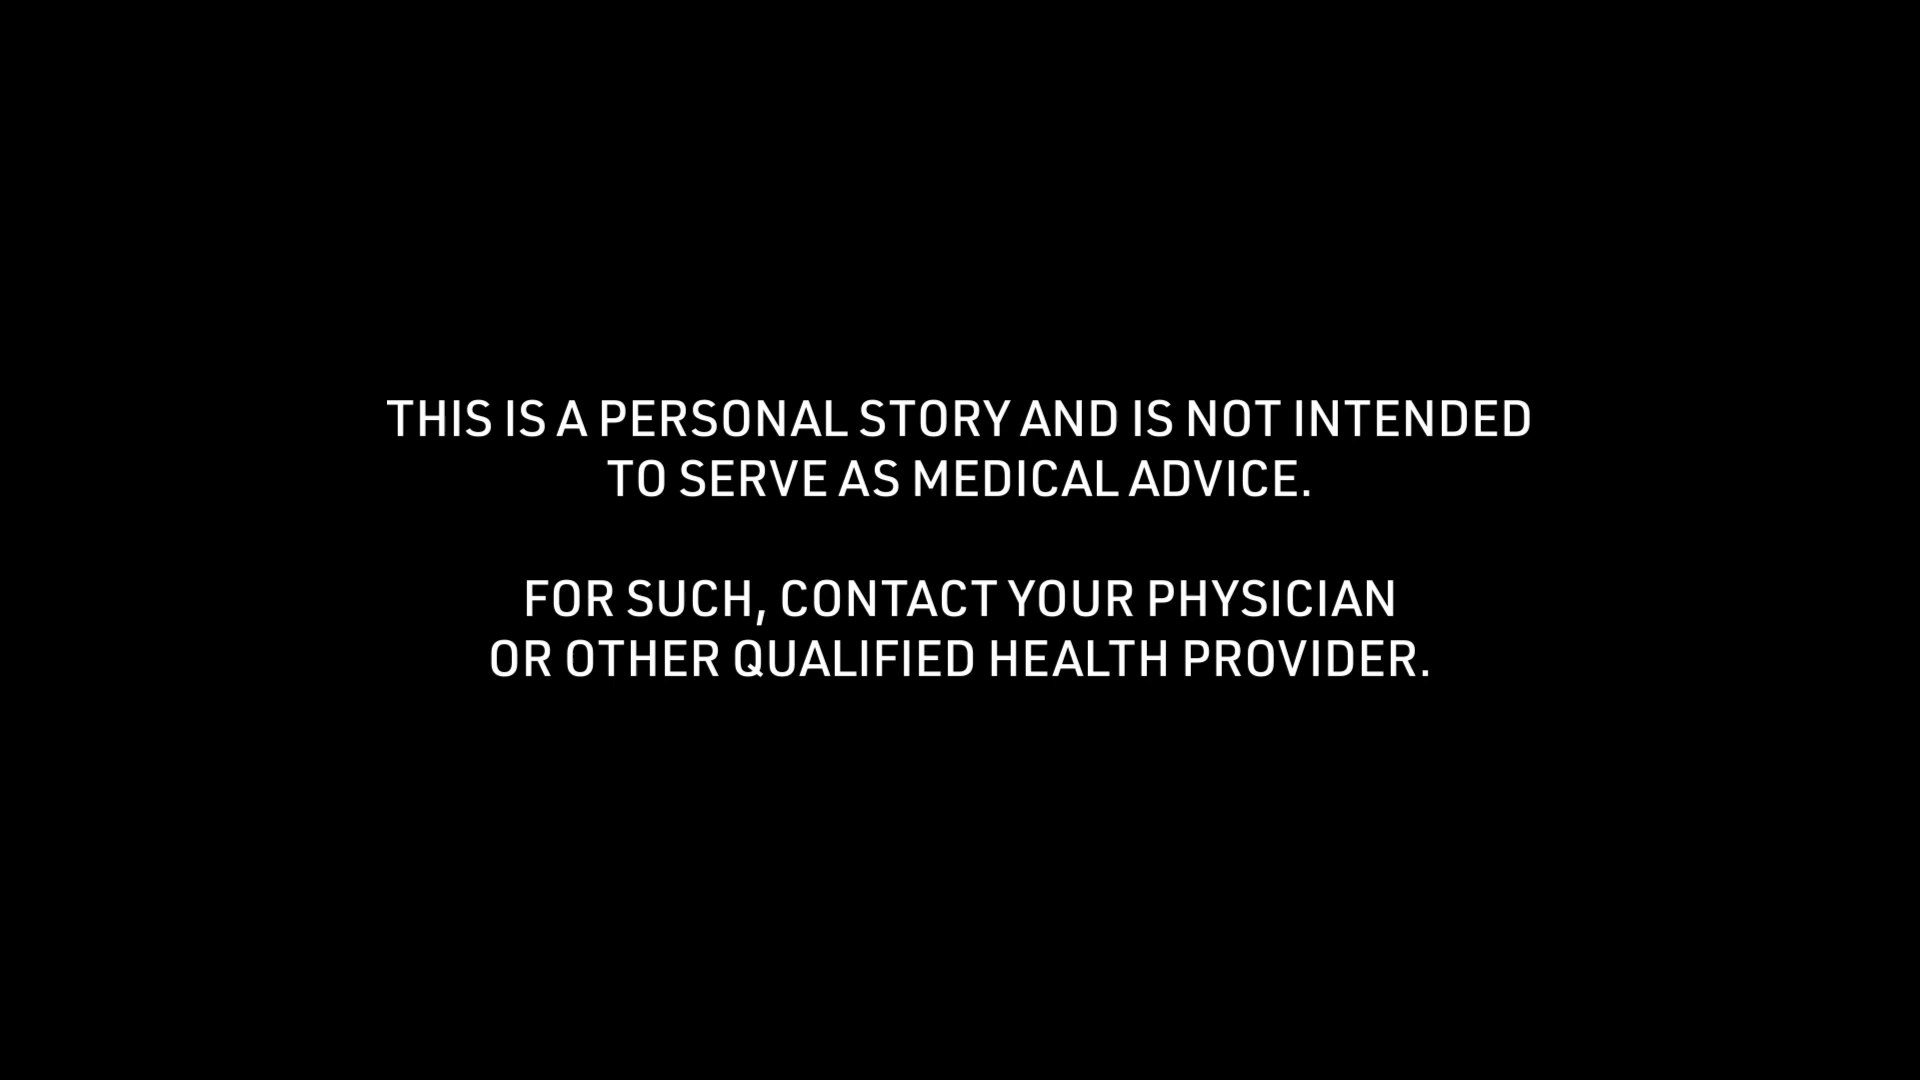 THIS IS A PERSONAL STORY AND IS NOT INTENDED
TO SERVE AS MEDICAL ADVICE.
FOR SUCH, CONTACT YOUR PHYSICIAN
OR OTHER QUALIFIED HEALTH PROVIDER.